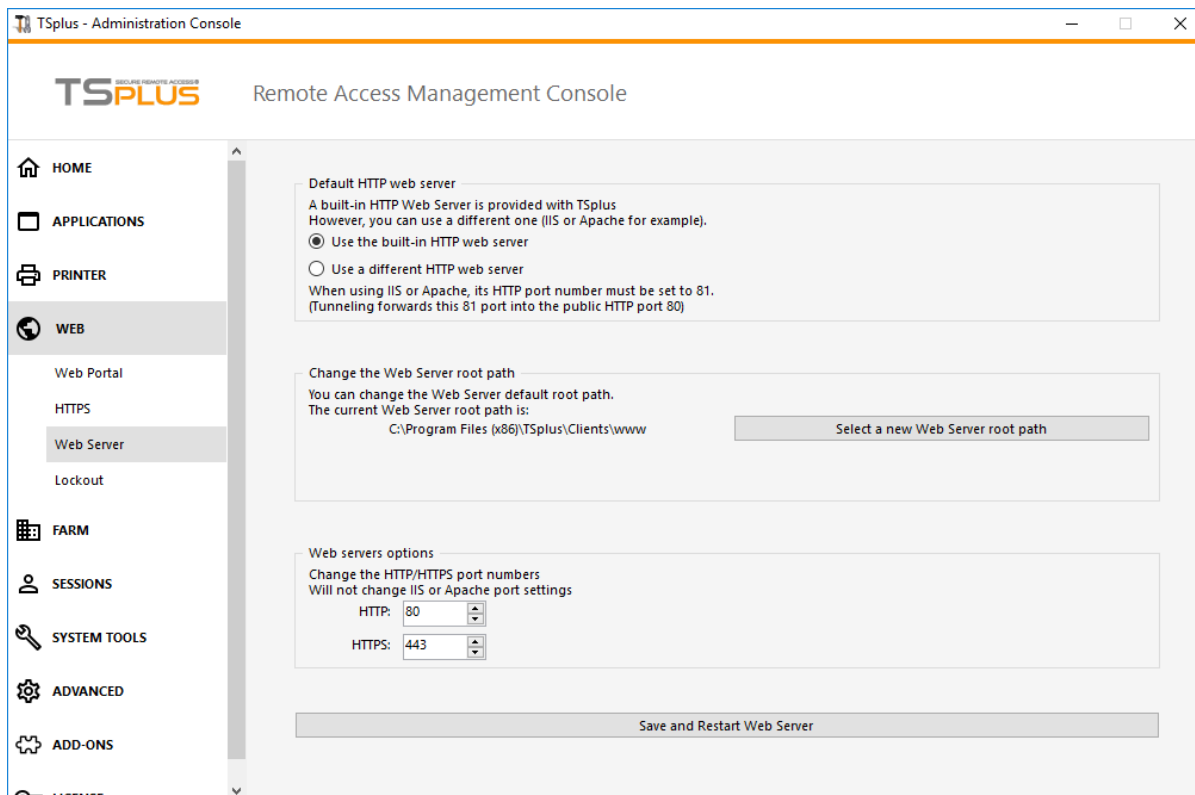 TSplus - Administration Console
TSPLUS
SECURE REMOTE ACCESS
Remote Access Management Console
HOME
APPLICATIONS
PRINTER
WEB
Web Portal
HTTPS
Web Server
Lockout
FARM
SESSIONS
SYSTEM TOOLS
ADVANCED
ADD-ONS
Default HTTP web server
A built-in HTTP Web Server is provided with TSplus
However, you can use a different one (IIS or Apache for example).
Use the built-in HTTP web server
Use a different HTTP web server
When using IIS or Apache, its HTTP port number must be set to 81.
(Tunneling forwards this 81 port into the public HTTP port 80)
Change the Web Server root path
You can change the Web Server default root path.
The current Web Server root path is:
C:\Program Files (x86)\TSplus\Clients\www
Select a new Web Server root path
Web servers options
Change the HTTP/HTTPS port numbers
Will not change IIS or Apache port settings
HTTP: 80
HTTPS: 443
Save and Restart Web Server